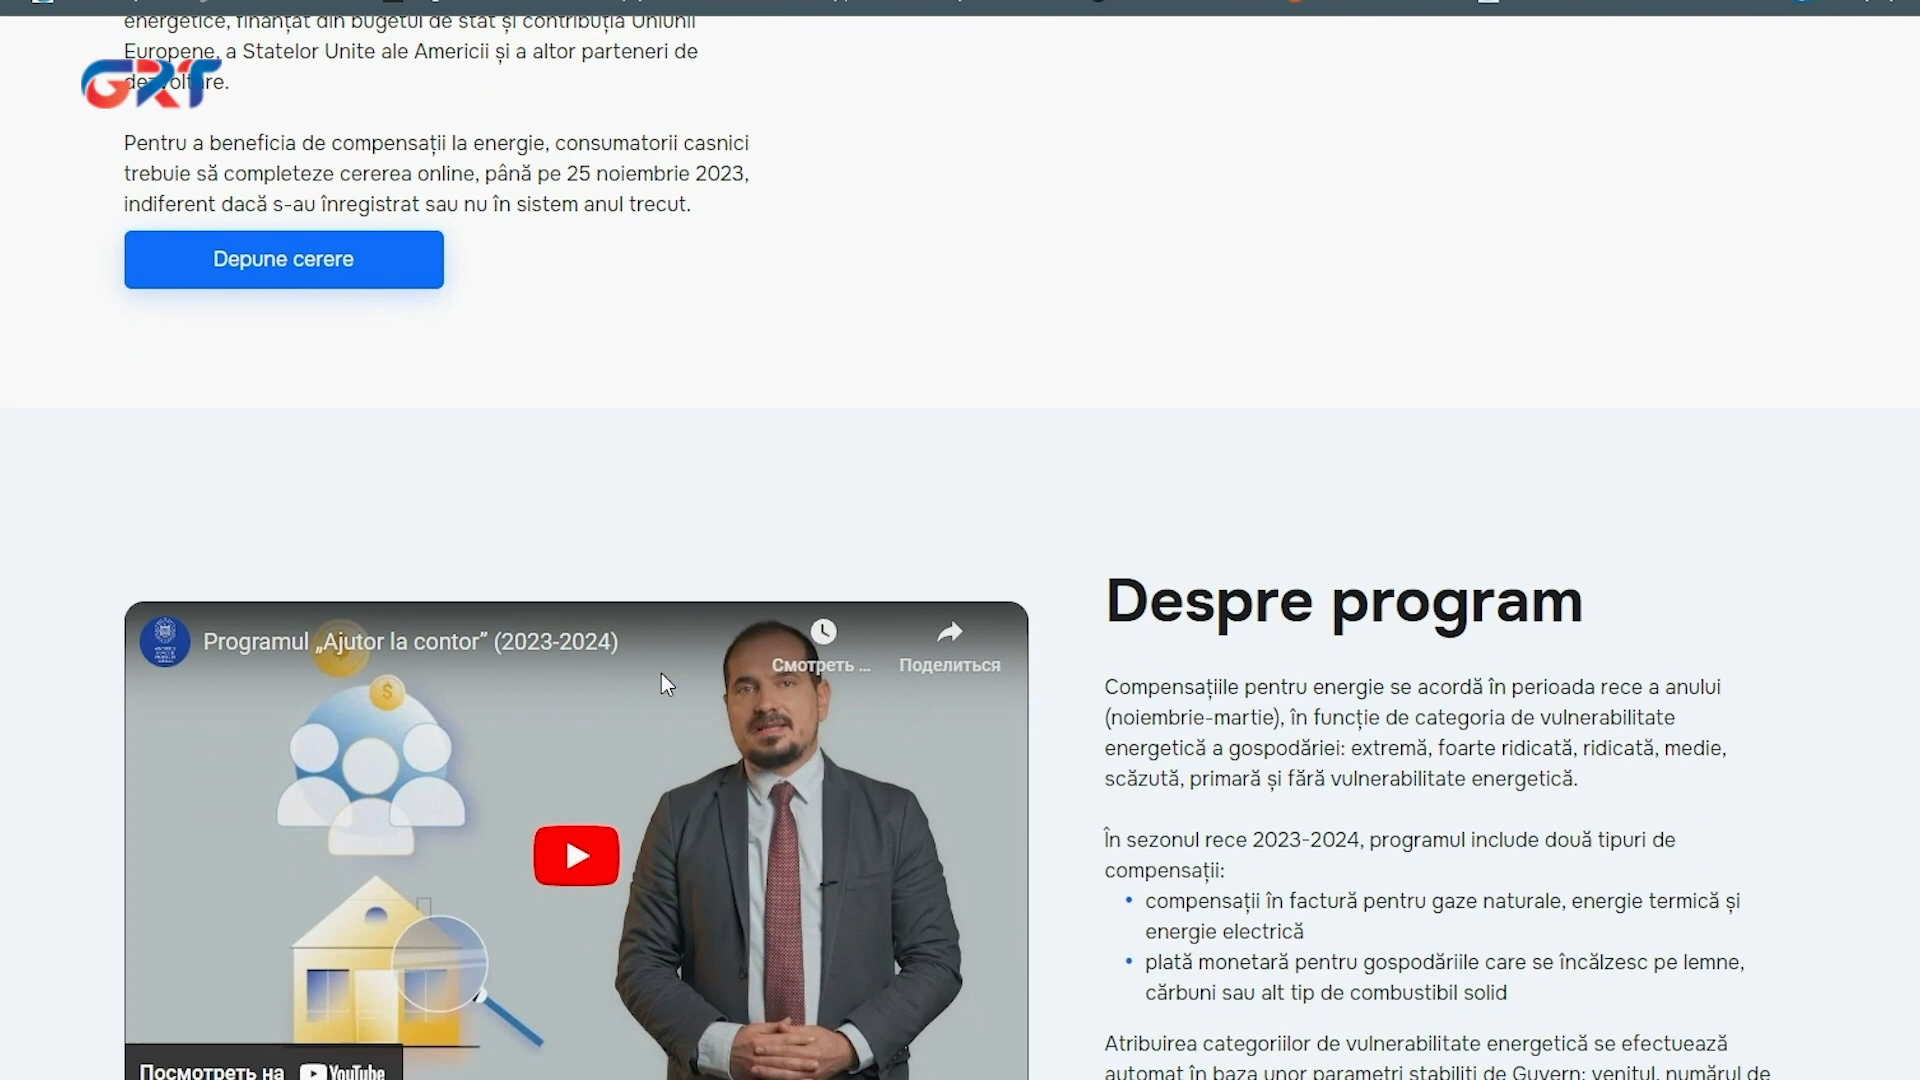 energetice, finanțat din bugetul de stat și contribuția Uniunii
Europene, a Statelor Unite ale Americii și a altor parteneri de
dezvoltare.
GRT
Pentru a beneficia de compensații la energie, consumatorii casnici
trebuie să completeze cererea online, până pe 25 noiembrie 2023,
indiferent dacă s-au înregistrat sau nu în sistem anul trecut.
Depune cerere
Programul „Ajutor la contor” (2023-2024)
Смотреть ...
Поделиться
Посмотреть на YouTube
Despre program
Compensațiile pentru energie se acordă în perioada rece a anului
(noiembrie-martie), în funcție de categoria de vulnerabilitate
energetică a gospodăriei: extremă, foarte ridicată, ridicată, medie,
scăzută, primară și fără vulnerabilitate energetică.
În sezonul rece 2023-2024, programul include două tipuri de
compensații:
• compensații în factură pentru gaze naturale, energie termică și
energie electrică
• plată monetară pentru gospodăriile care se încălzesc pe lemne,
cărbuni sau alt tip de combustibil solid
Atribuirea categoriilor de vulnerabilitate energetică se efectuează
automat în baza unor parametri stabiliți de Guvern: venitul, numărul de